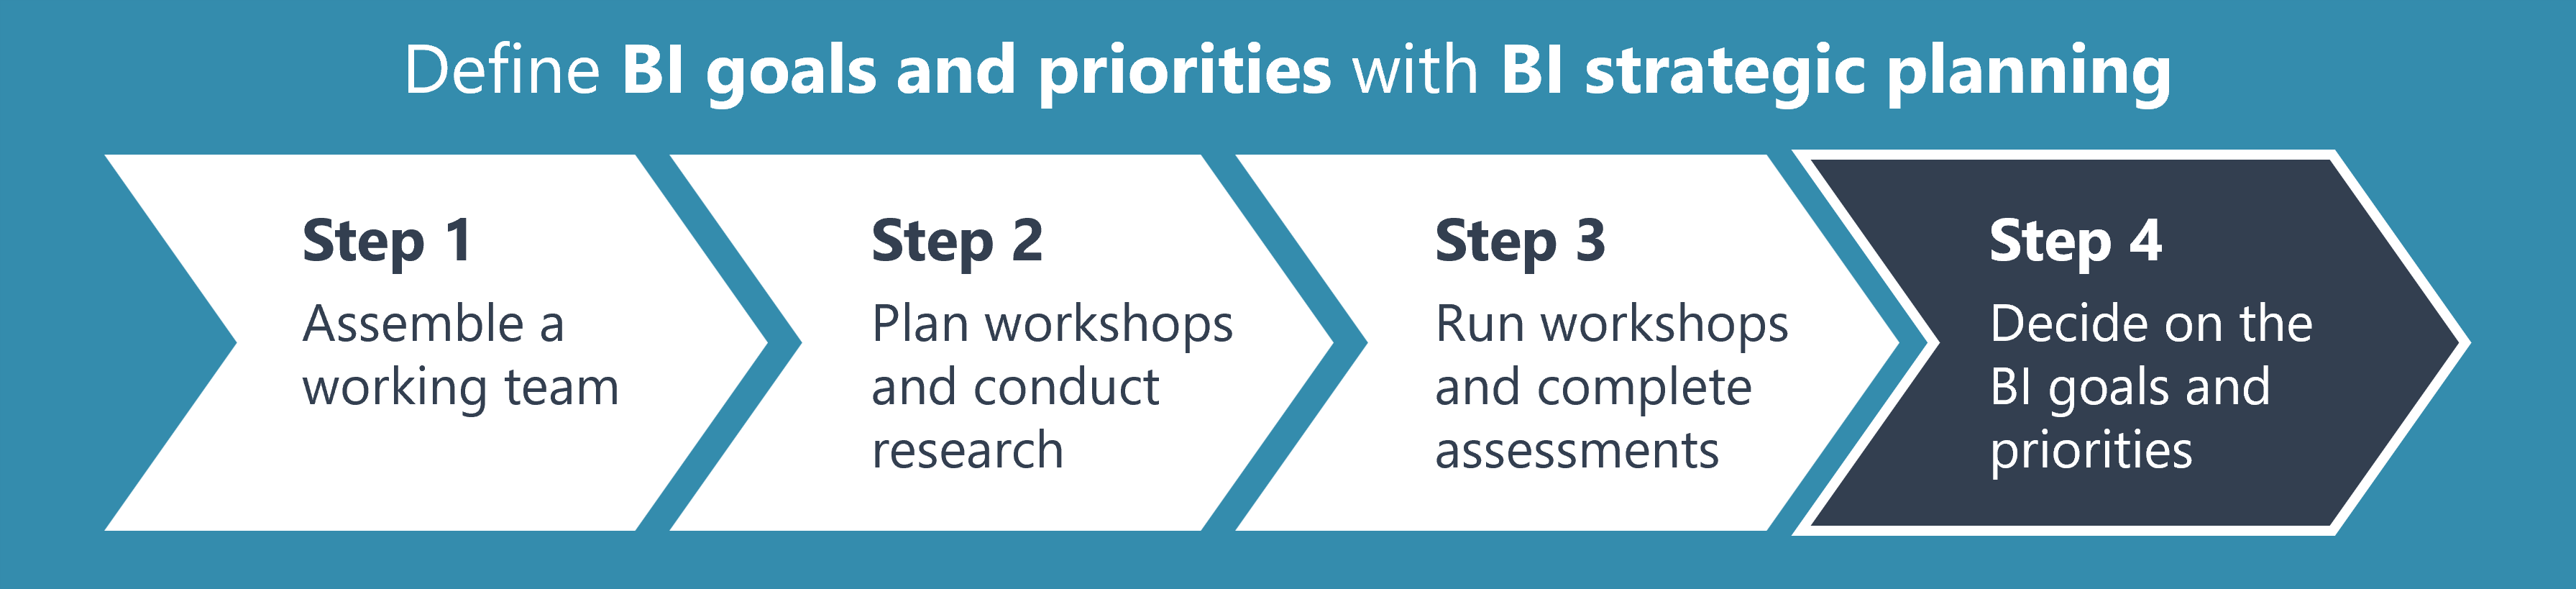 Define BI goals and priorities with BI strategic planning
Step 1
Assemble a
working team
Step 2
Plan workshops
and conduct
research
Step 3
Run workshops
and complete
assessments
Step 4
Decide on the
BI goals and
priorities